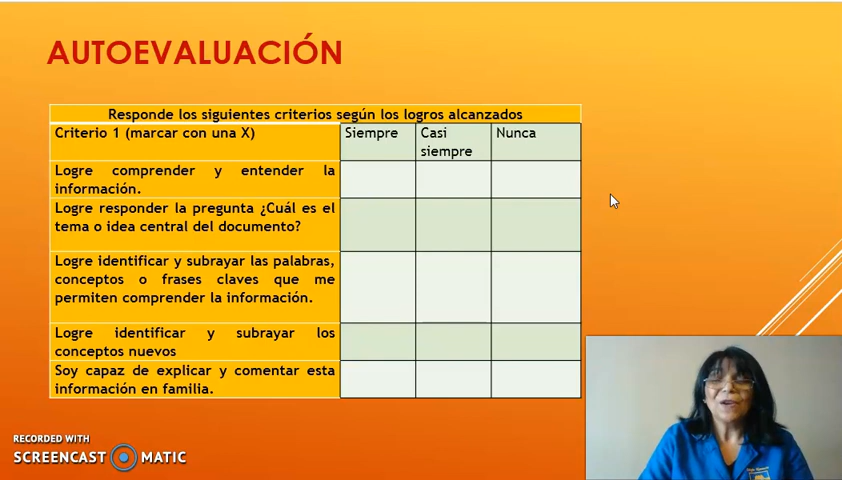 AUTOEVALUACIÓN
Responde los siguientes criterios según los logros alcanzados
Criterio 1 (marcar con una X)
Siempre
Casi
siempre
Nunca
Logre comprender y entender la
información.
Logre responder la pregunta ¿Cuál es el
tema o idea central del documento?
Logre identificar y subrayar las palabras,
conceptos o frases claves que me
permiten comprender la información.
Logre identificar y subrayar los
conceptos nuevos
Soy capaz de explicar y comentar esta
información en familia.
RECORDED WITH
SCREENCAST MATIC